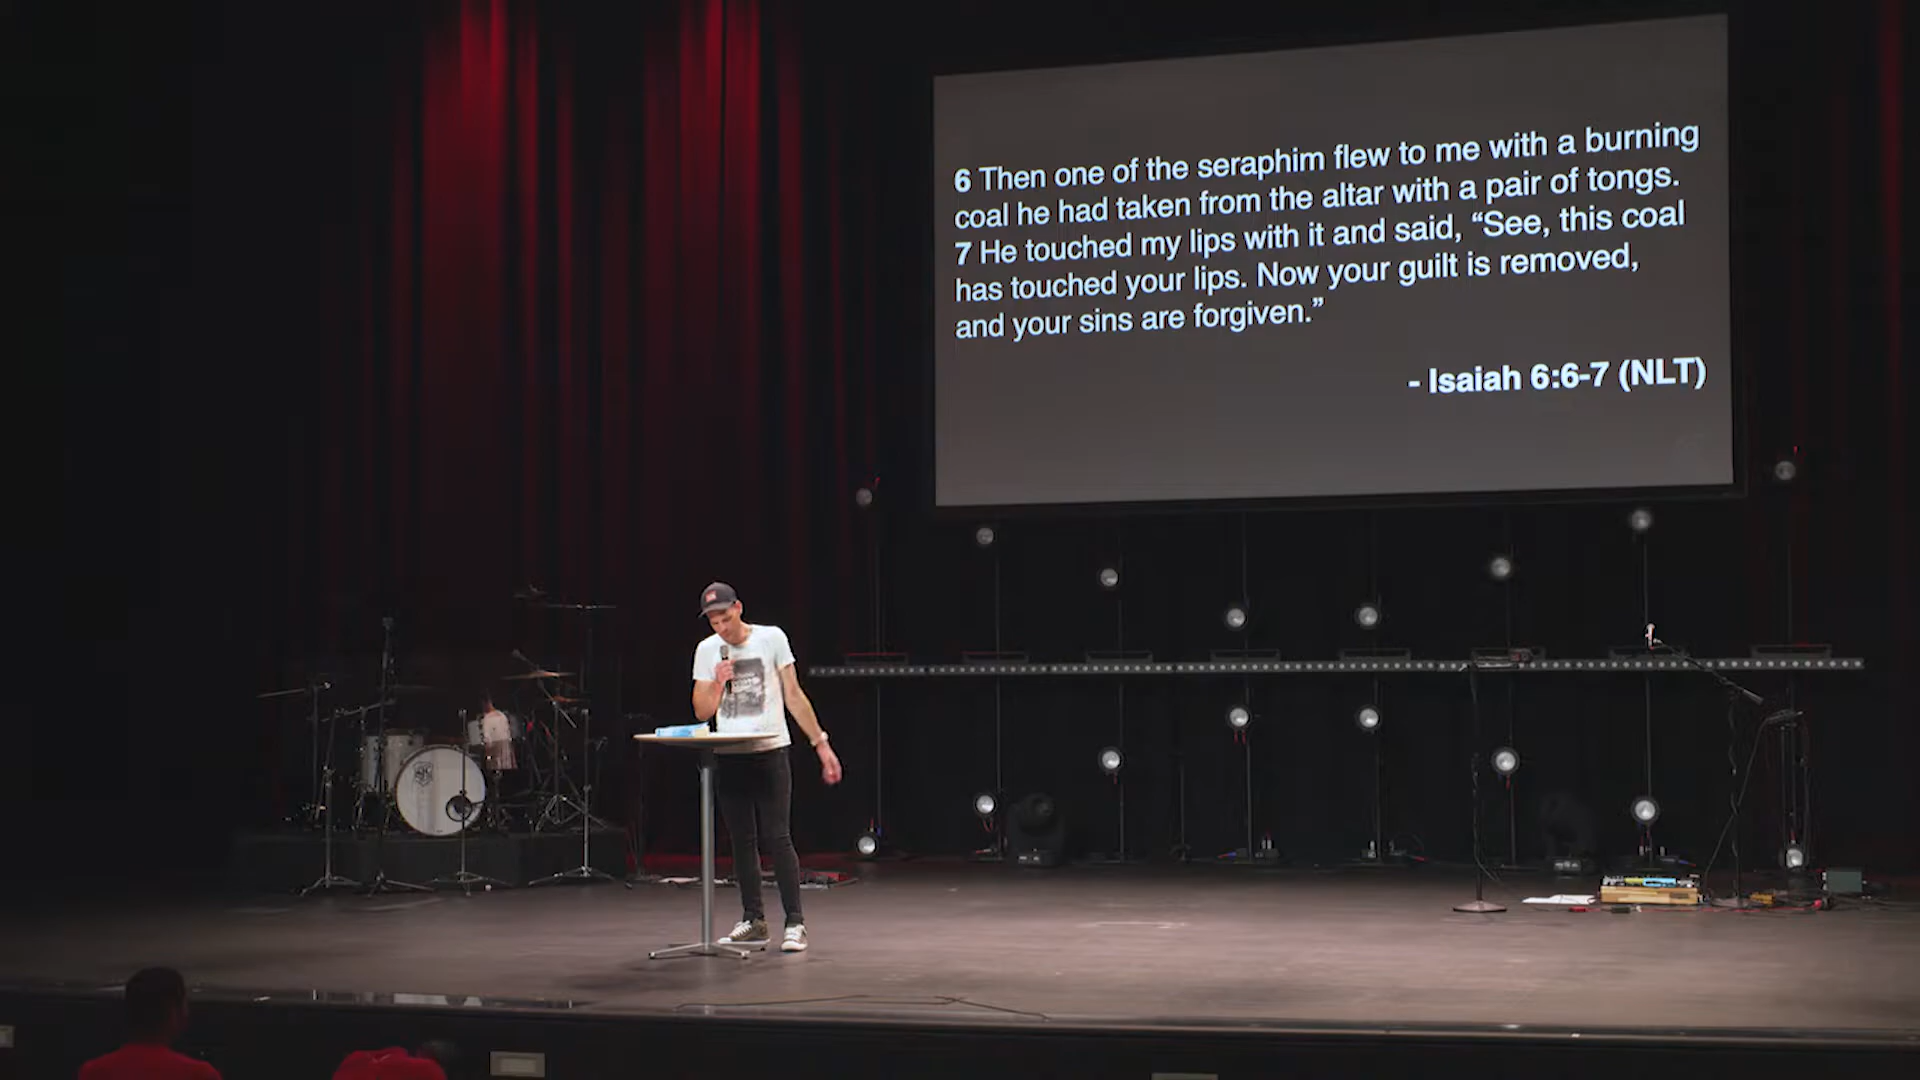 6 Then one of the seraphim flew to me with a burning
coal he had taken from the altar with a pair of tongs.
7 He touched my lips with it and said, “See, this coal
has touched your lips. Now your guilt is removed,
and your sins are forgiven.”
- Isaiah 6:6-7 (NLT)